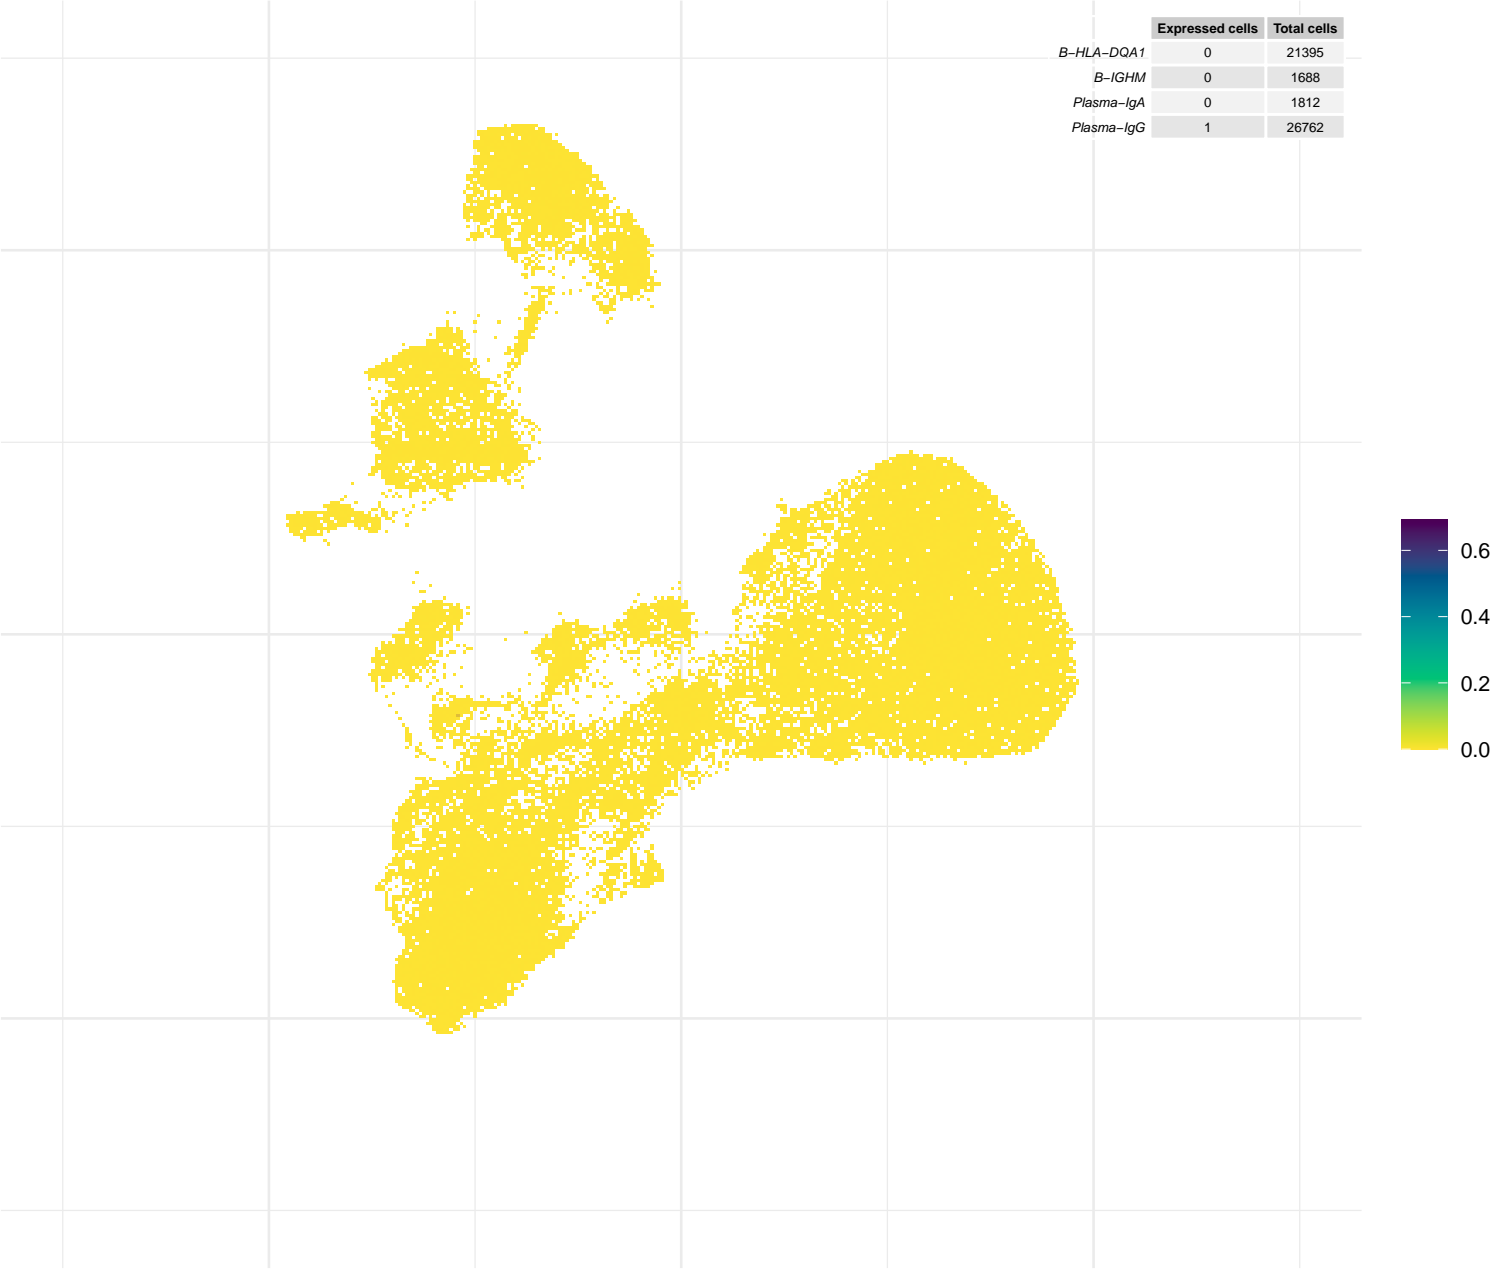 Expressed cells Total cells
B−HLA−DQA1 0 21395
B−IGHM 0 1688
Plasma−IgA 0 1812
Plasma−IgG 1 26762
0.6
0.4
0.2
0.0